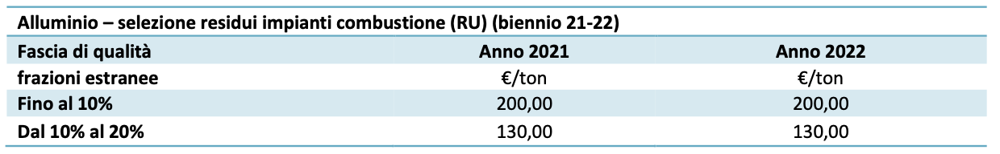 Alluminio – selezione residui impianti combustione (RU) (biennio 21-22)
Fascia di qualità Anno 2021 Anno 2022
frazioni estranee €/ton €/ton
Fino al 10% 200,00 200,00
Dal 10% al 20% 130,00 130,00